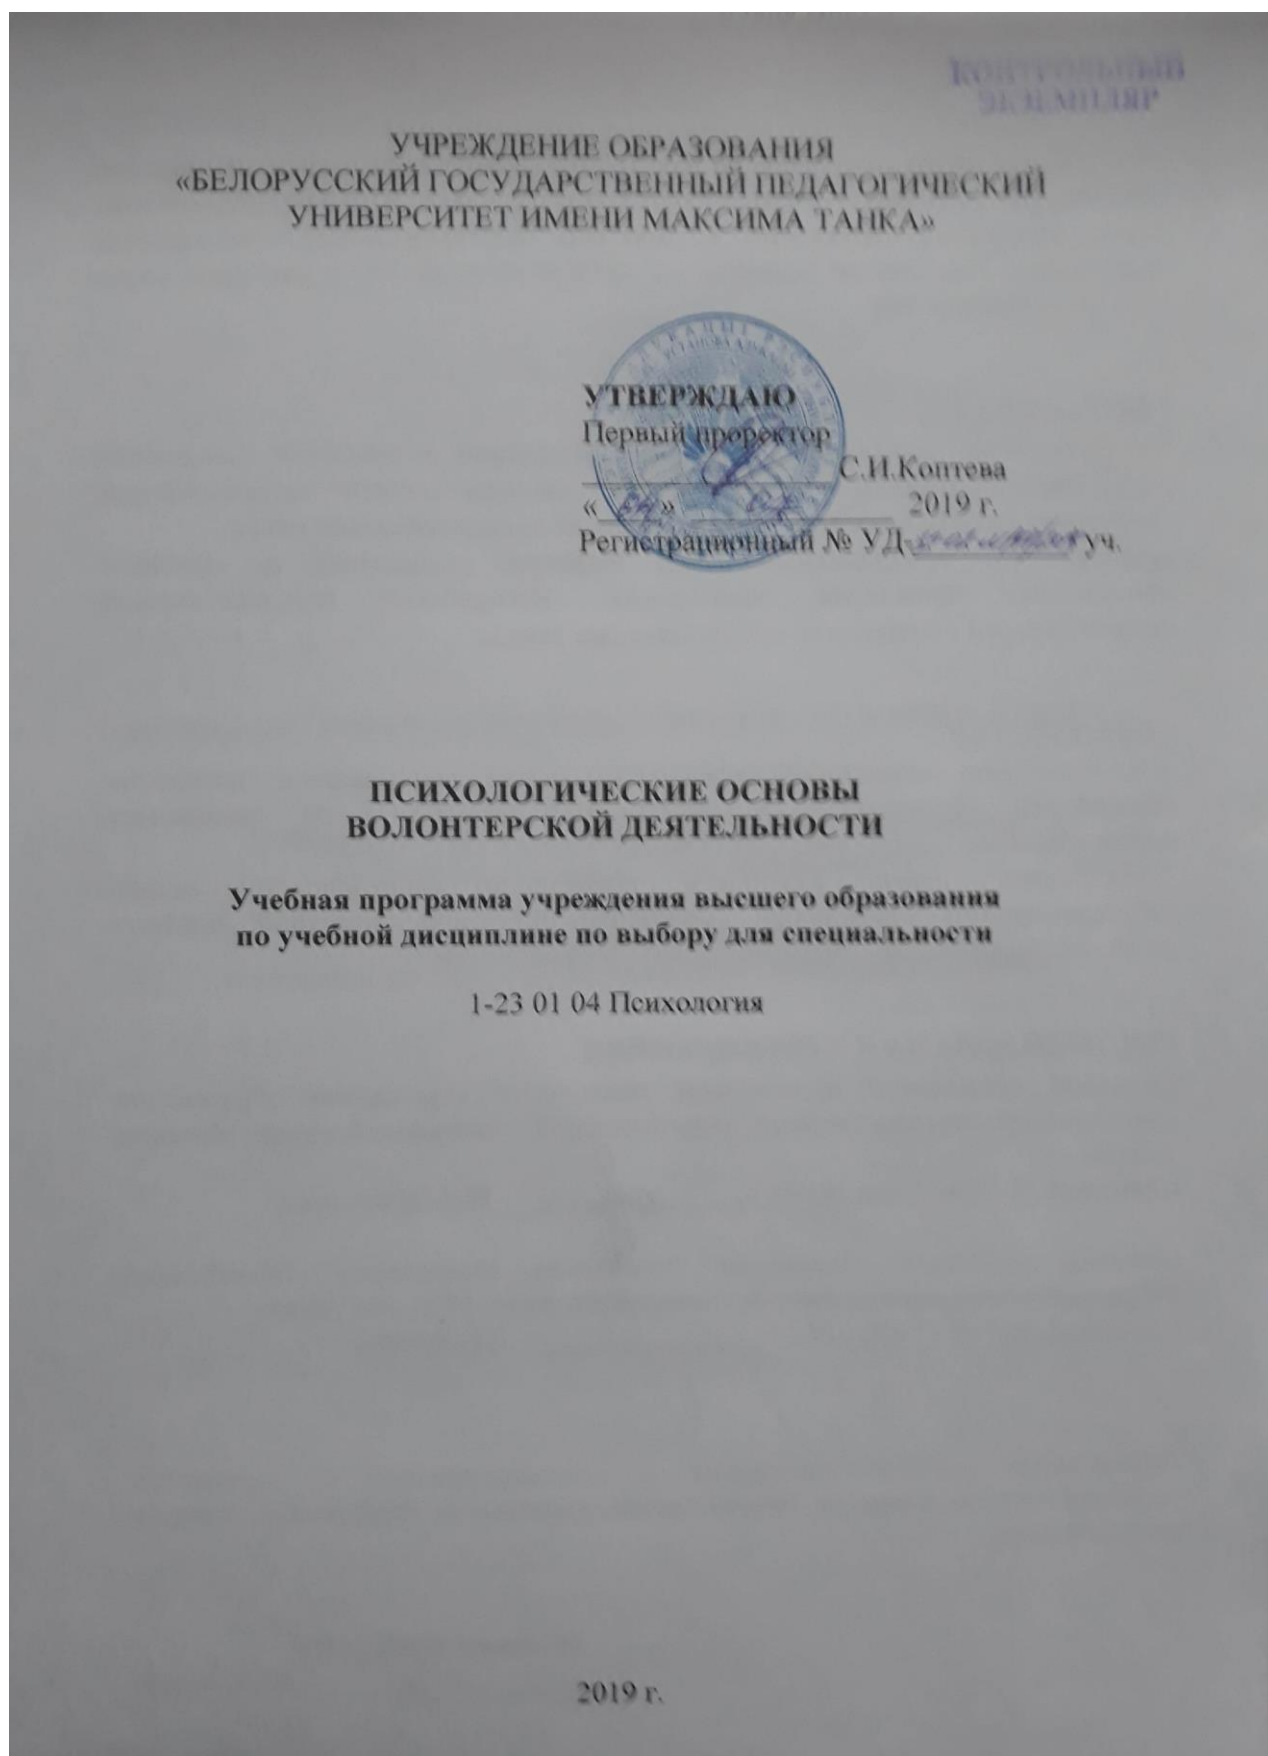 КОНТРОЛЬНЫЙ
ЭКЗЕМПЛЯР
УЧРЕЖДЕНИЕ ОБРАЗОВАНИЯ
«БЕЛОРУССКИЙ ГОСУДАРСТВЕННЫЙ ПЕДАГОГИЧЕСКИЙ
УНИВЕРСИТЕТ ИМЕНИ МАКСИМА ТАНКА»
УТВЕРЖДАЮ
Первый проректор
С.И.Коптева
« » 2019 г.
Регистрационный № УД- уч.
ПСИХОЛОГИЧЕСКИЕ ОСНОВЫ
ВОЛОНТЕРСКОЙ ДЕЯТЕЛЬНОСТИ
Учебная программа учреждения высшего образования
по учебной дисциплине по выбору для специальности
1-23 01 04 Психология
2019 г.